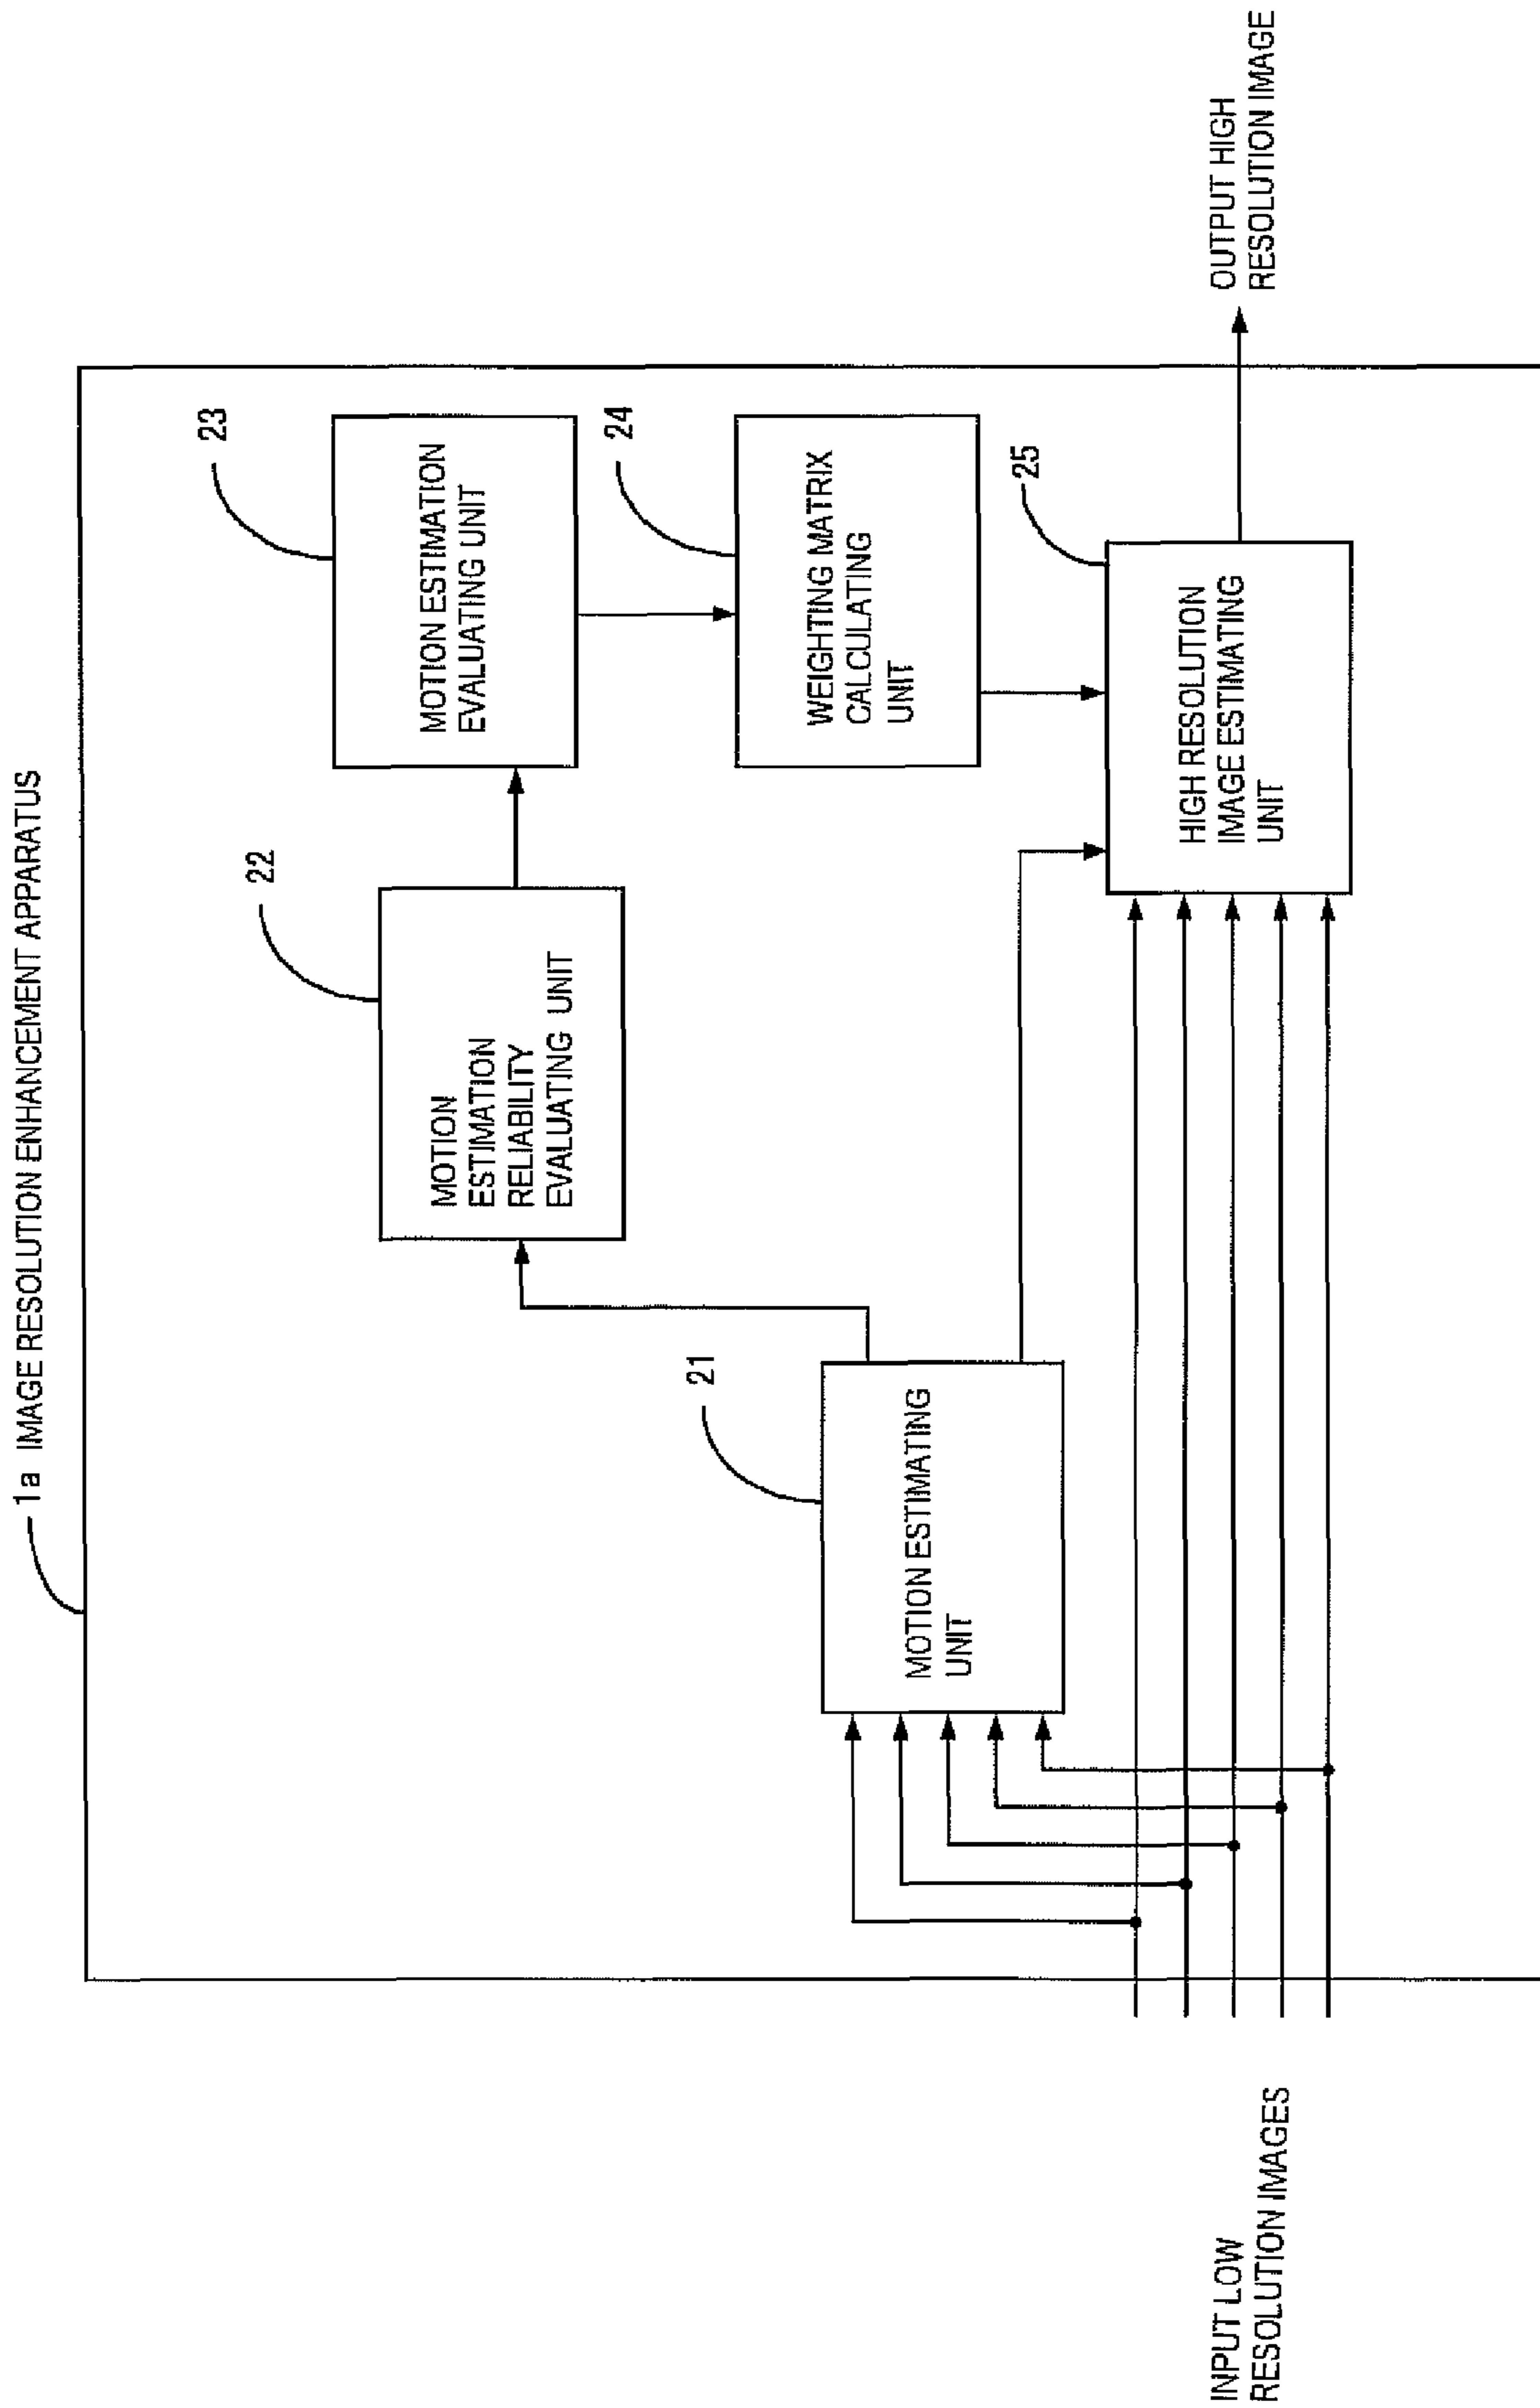 1a IMAGE RESOLUTION ENHANCEMENT APPARATUS
22
MOTION
ESTIMATION
RELIABILITY
EVALUATING UNIT
23
MOTION ESTIMATION
EVALUATING UNIT
21
MOTION ESTIMATING
UNIT
24
WEIGHTING MATRIX
CALCULATING
UNIT
25
HIGH RESOLUTION
IMAGE ESTIMATING
UNIT
INPUT LOW
RESOLUTION IMAGES
OUTPUT HIGH
RESOLUTION IMAGE